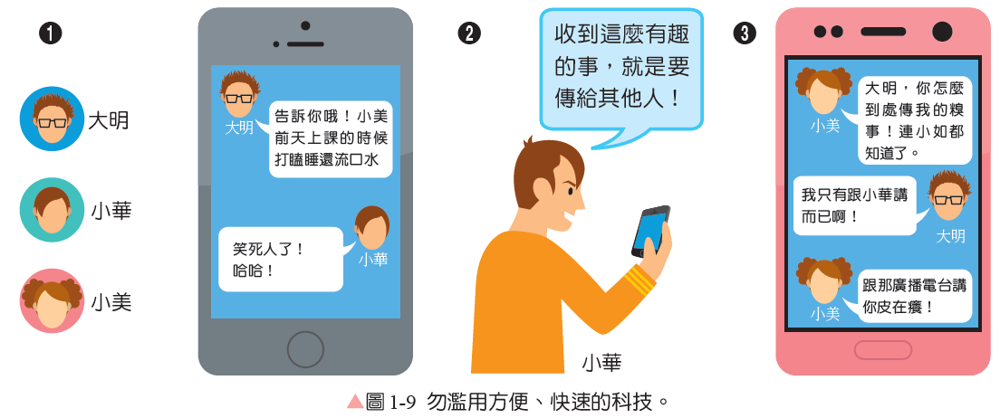 ❶
大明
小華
小美
大明
告訴你哦！小美
前天上課的時候
打瞌睡還流口水
笑死人了！
哈哈！
小華
❷
收到這麼有趣
的事，就是要
傳給其他人！
小華
❸
小美
大明，你怎麼
到處傳我的糗
事！連小如都
知道了。
我只有跟小華講
而已啊！
大明
小美
跟那廣播電台講
你皮在癢！
▲圖 1-9 勿濫用方便、快速的科技。